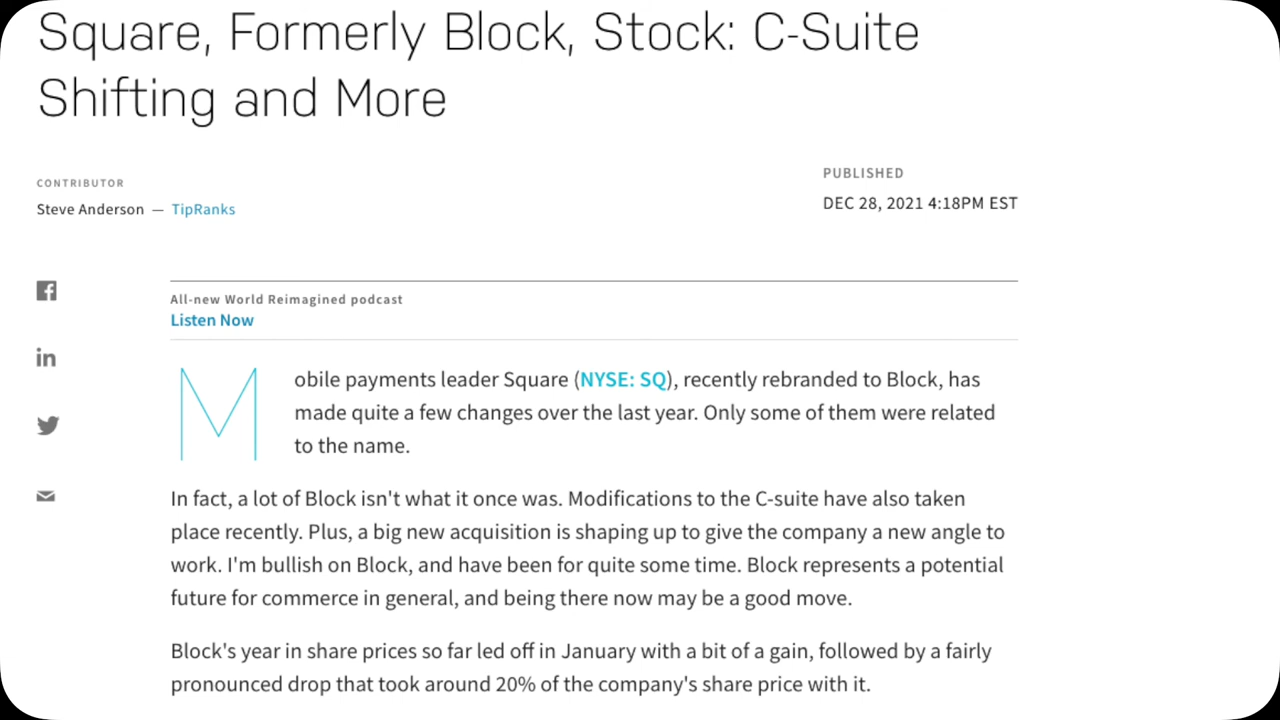 Square, Formerly Block, Stock: C-Suite
Shifting and More
CONTRIBUTOR
Steve Anderson — TipRanks
PUBLISHED
DEC 28, 2021 4:18PM EST
All-new World Reimagined podcast
Listen Now
Mobile payments leader Square (NYSE: SQ), recently rebranded to Block, has
made quite a few changes over the last year. Only some of them were related
to the name.
In fact, a lot of Block isn't what it once was. Modifications to the C-suite have also taken
place recently. Plus, a big new acquisition is shaping up to give the company a new angle to
work. I'm bullish on Block, and have been for quite some time. Block represents a potential
future for commerce in general, and being there now may be a good move.
Block's year in share prices so far led off in January with a bit of a gain, followed by a fairly
pronounced drop that took around 20% of the company's share price with it.